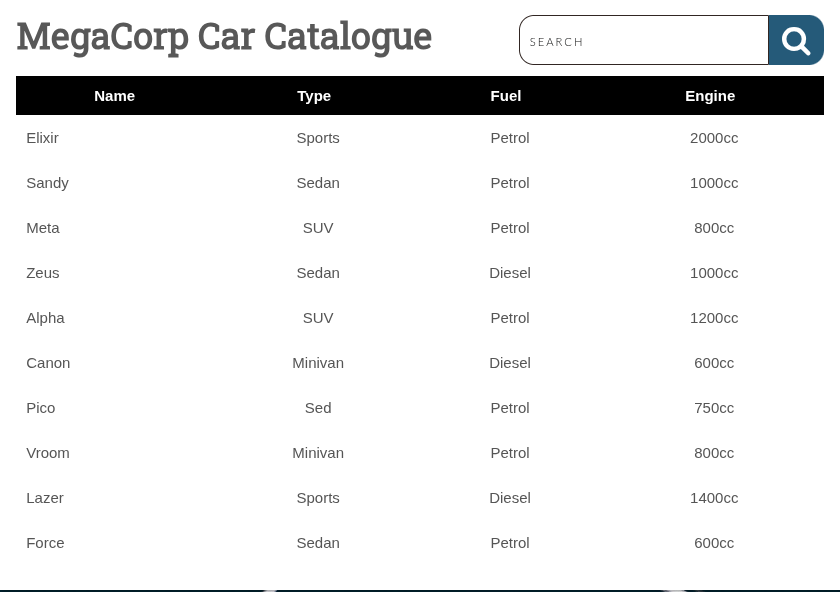 MegaCorp Car Catalogue
SEARCH
Name Type Fuel Engine
Elixir Sports Petrol 2000cc
Sandy Sedan Petrol 1000cc
Meta SUV Petrol 800cc
Zeus Sedan Diesel 1000cc
Alpha SUV Petrol 1200cc
Canon Minivan Diesel 600cc
Pico Sed Petrol 750cc
Vroom Minivan Petrol 800cc
Lazer Sports Diesel 1400cc
Force Sedan Petrol 600cc